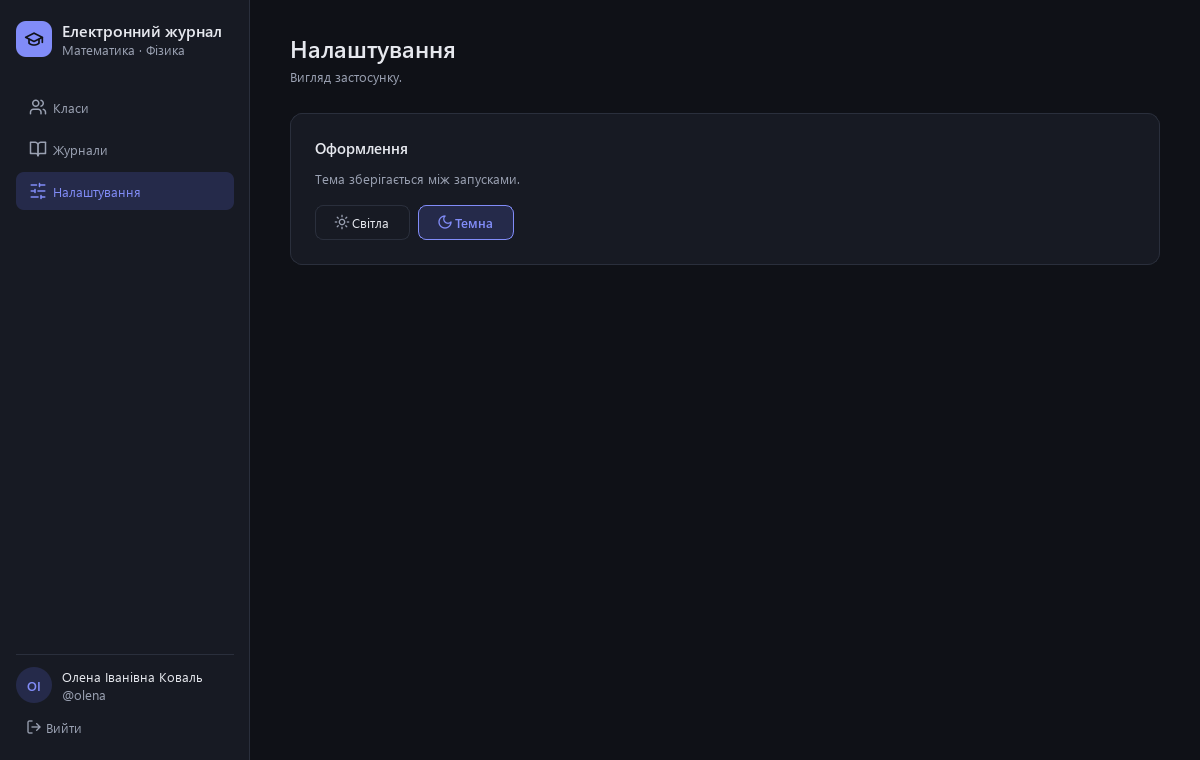 Електронний журнал
Математика · Фізика
Класи
Журнали
Налаштування
Олена Іванівна Коваль
@olena
ОІ
Вийти
Налаштування
Вигляд застосунку.
Оформлення
Тема зберігається між запусками.
Світла
Темна